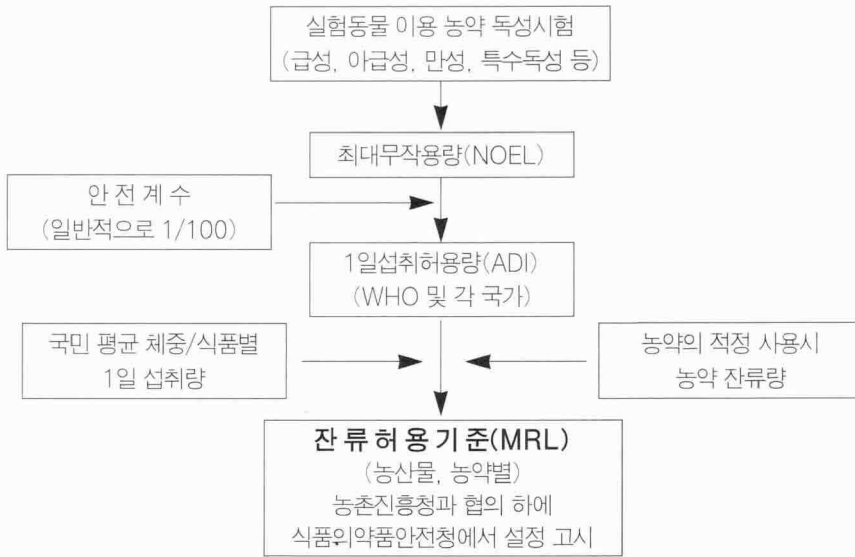 실험동물 이용 농약 독성시험
(급성, 아급성, 만성, 특수독성 등)
최대무작용량(NOEL)
안 전 계 수
(일반적으로 1/100)
1일섭취허용량(ADI)
(WHO 및 각 국가)
국민 평균 체중/식품별
1일 섭취량
농약의 적정 사용시
농약 잔류량
잔 류 허 용 기 준(MRL)
(농산물, 농약별)
농촌진흥청과 협의 하에
식품의약품안전청에서 설정 고시